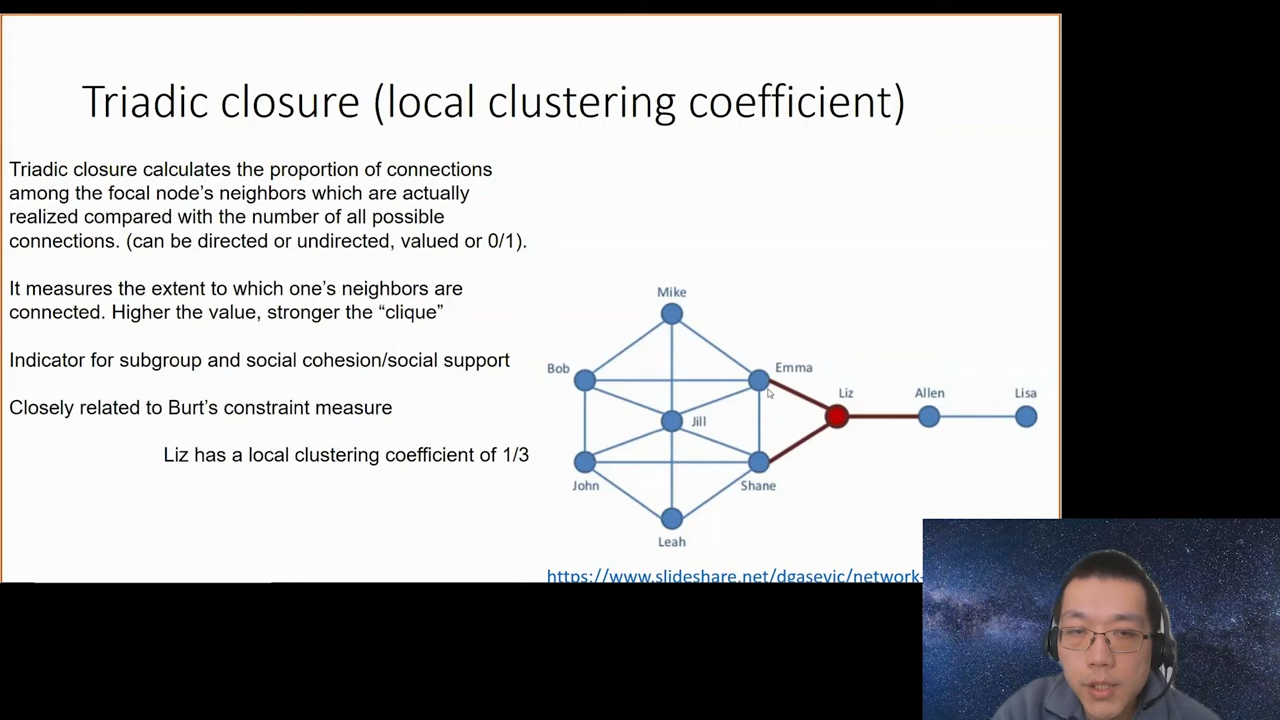 Triadic closure (local clustering coefficient)
Triadic closure calculates the proportion of connections
among the focal node's neighbors which are actually
realized compared with the number of all possible
connections. (can be directed or undirected, valued or 0/1).
It measures the extent to which one's neighbors are
connected. Higher the value, stronger the “clique”
Indicator for subgroup and social cohesion/social support
Closely related to Burt's constraint measure
Liz has a local clustering coefficient of 1/3
Mike
Bob
Emma
Liz
Allen
Lisa
Jill
John
Shane
Leah
https://www.slideshare.net/dgasevic/network-